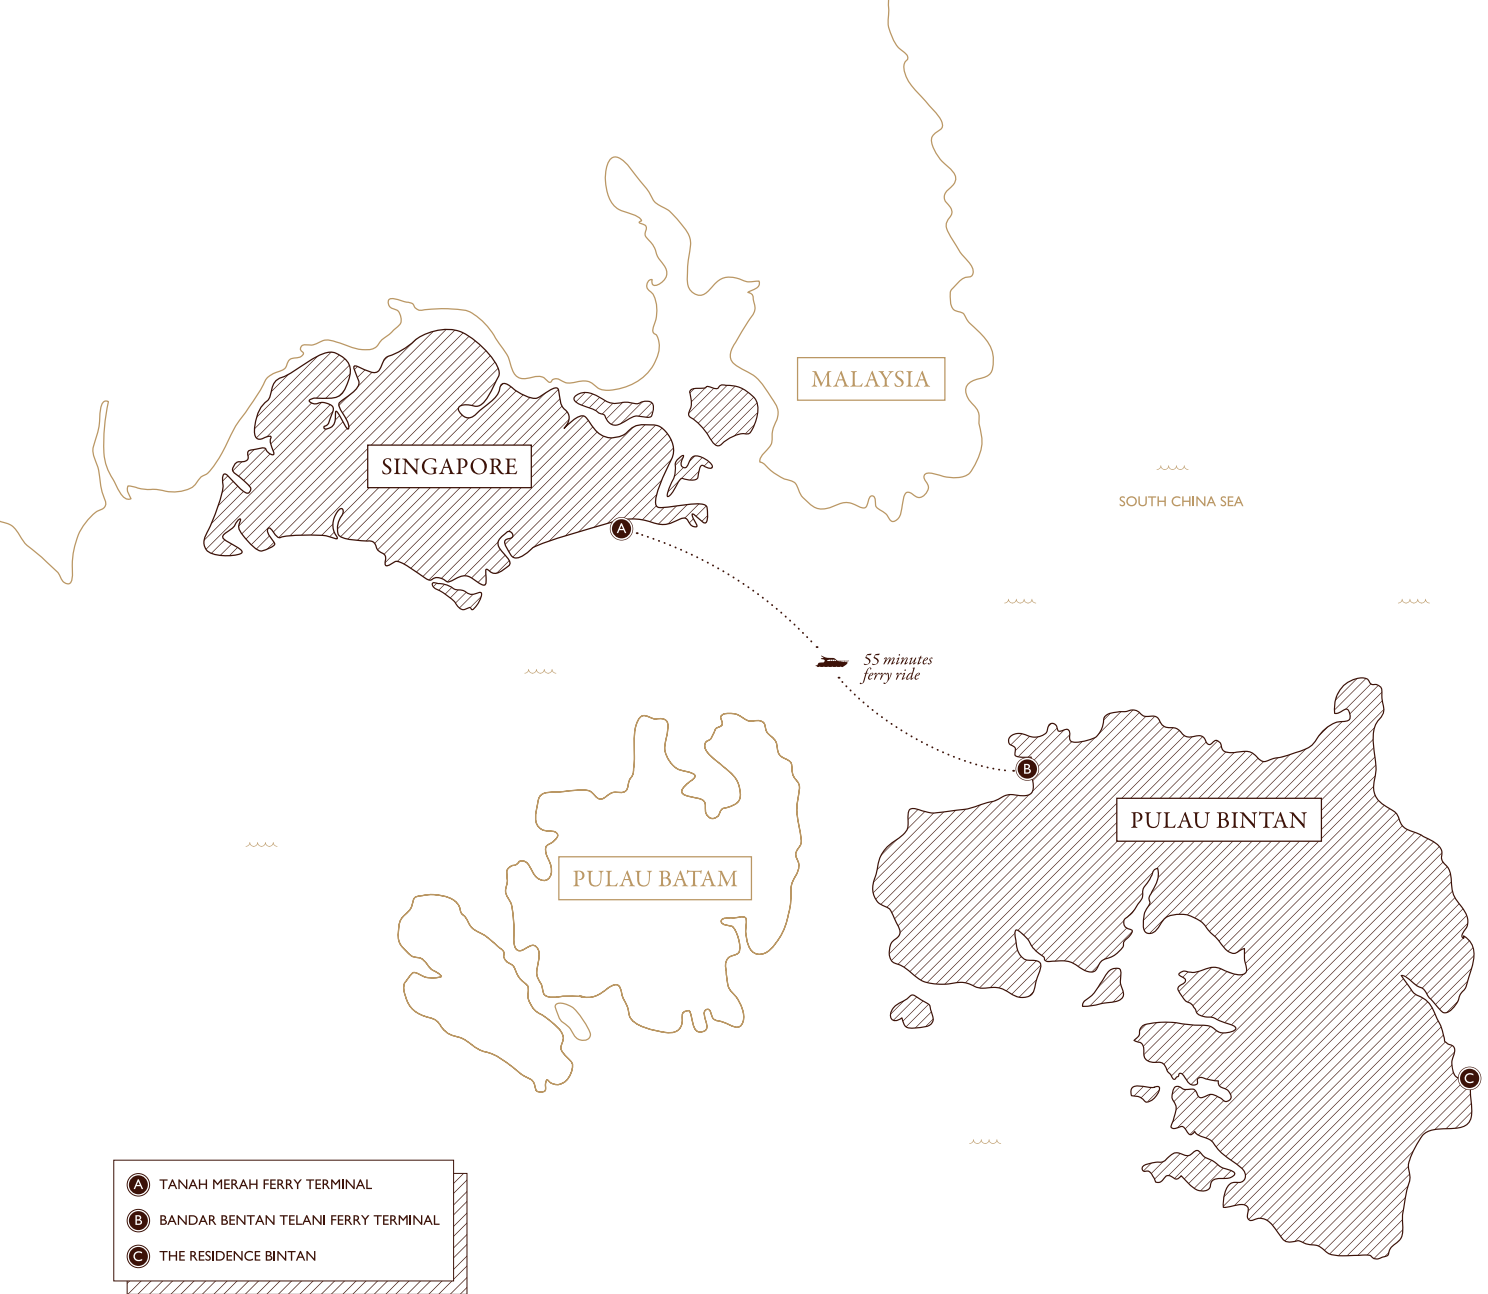 MALAYSIA
SINGAPORE
SOUTH CHINA SEA
A
55 minutes
ferry ride
B
PULAU BINTAN
PULAU BATAM
C
A TANAH MERAH FERRY TERMINAL
B BANDAR BENTAN TELANI FERRY TERMINAL
C THE RESIDENCE BINTAN